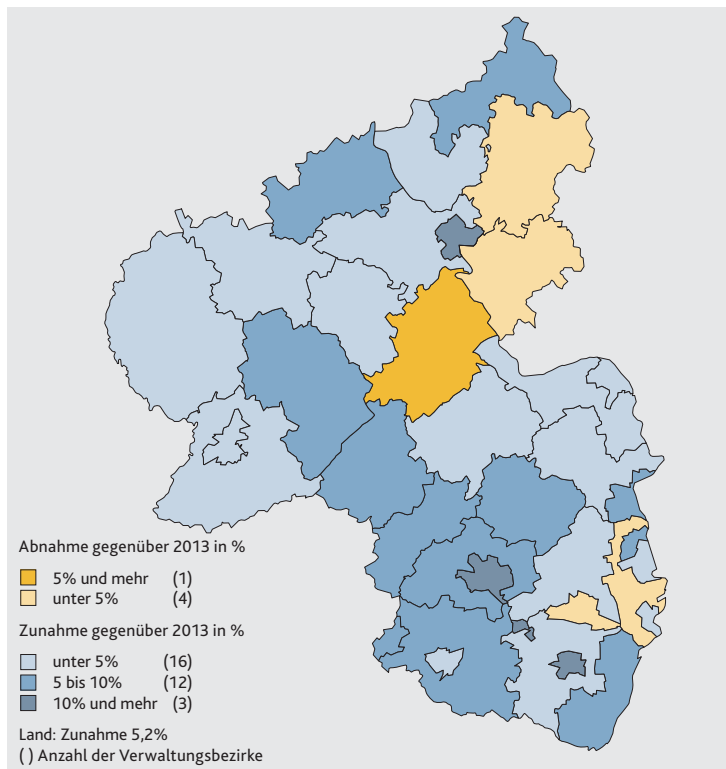 Abnahme gegenüber 2013 in %
5% und mehr (1)
unter 5% (4)
Zunahme gegenüber 2013 in %
unter 5% (16)
5 bis 10% (12)
10% und mehr (3)
Land: Zunahme 5,2%
( ) Anzahl der Verwaltungsbezirke